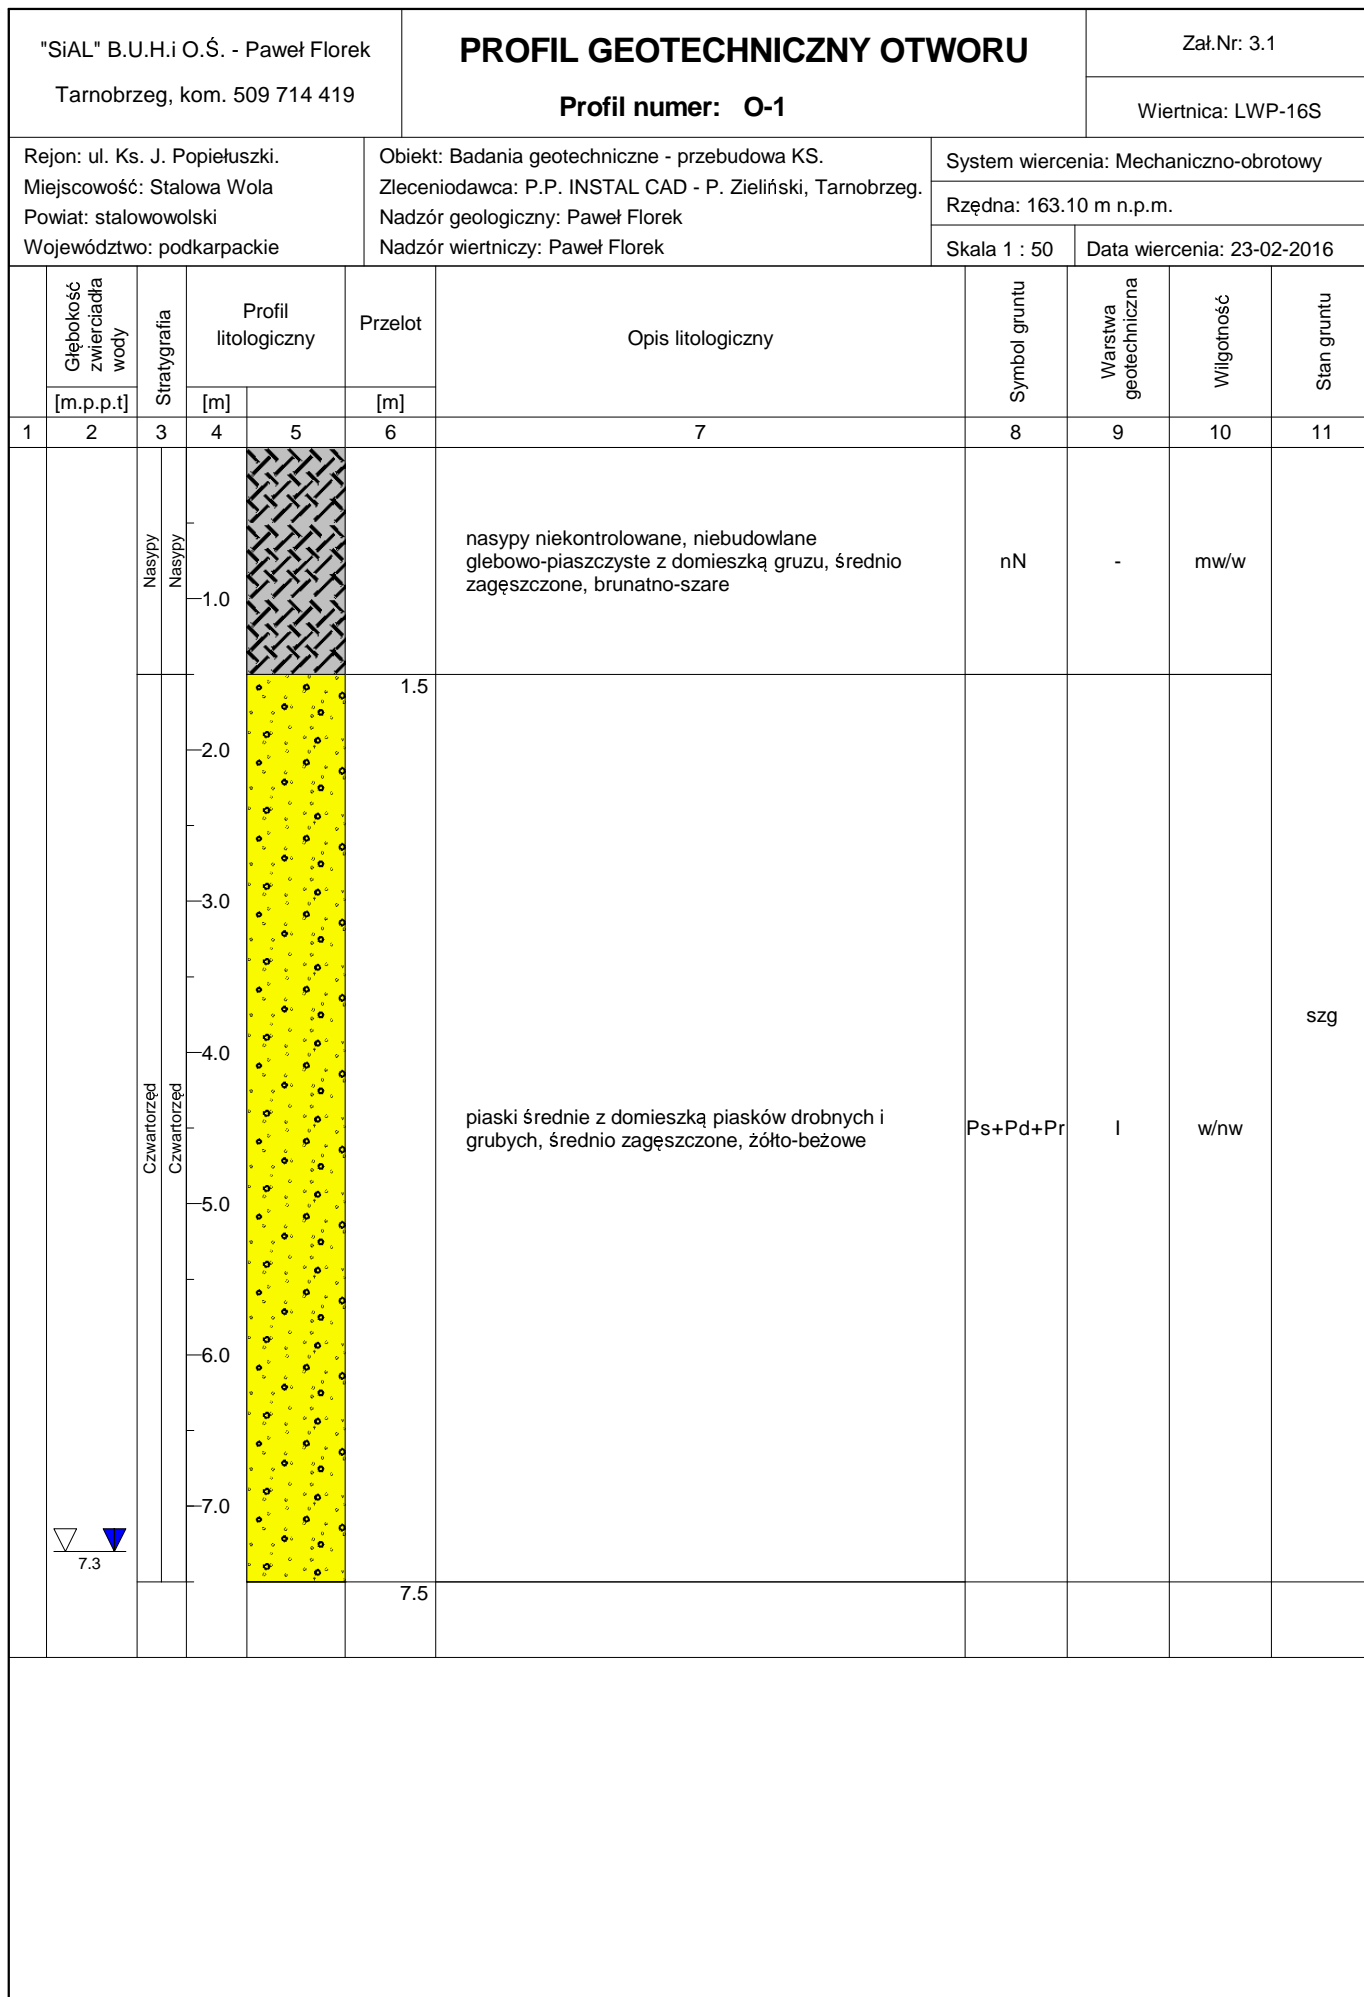 "SiAL" B.U.H.i O.Ś. - Paweł Florek
Tarnobrzeg, kom. 509 714 419
PROFIL GEOTECHNICZNY OTWORU
Profil numer: O-1
Zał.Nr: 3.1
Wiertnica: LWP-16S
Rejon: ul. Ks. J. Popiełuszki.
Miejscowość: Stalowa Wola
Powiat: stalowowolski
Województwo: podkarpackie
Obiekt: Badania geotechniczne - przebudowa KS.
Zleceniodawca: P.P. INSTAL CAD - P. Zieliński, Tarnobrzeg.
Nadzór geologiczny: Paweł Florek
Nadzór wiertniczy: Paweł Florek
System wiercenia: Mechaniczno-obrotowy
Rzędna: 163.10 m n.p.m.
Skala 1 : 50
Data wiercenia: 23-02-2016
Głębokość
zwierciadła
wody
[m.p.p.t]
Stratygrafia
Profil
litologiczny
[m]
Przelot
[m]
Opis litologiczny
Symbol gruntu
Warstwa
geotechniczna
Wilgotność
Stan gruntu
1 2 3 4 5 6 7 8 9 10 11
Nasypy
Nasypy
1.0
nasypy niekontrolowane, niebudowlane
glebowo-piaszczyste z domieszką gruzu, średnio
zagęszczone, brunatno-szare
nN
-
mw/w
1.5
2.0
3.0
4.0
szg
Czwartorzęd
Czwartorzęd
piaski średnie z domieszką piasków drobnych i
grubych, średnio zagęszczone, żółto-beżowe
Ps+Pd+Pr
I
w/nw
5.0
6.0
7.0
7.3
7.5